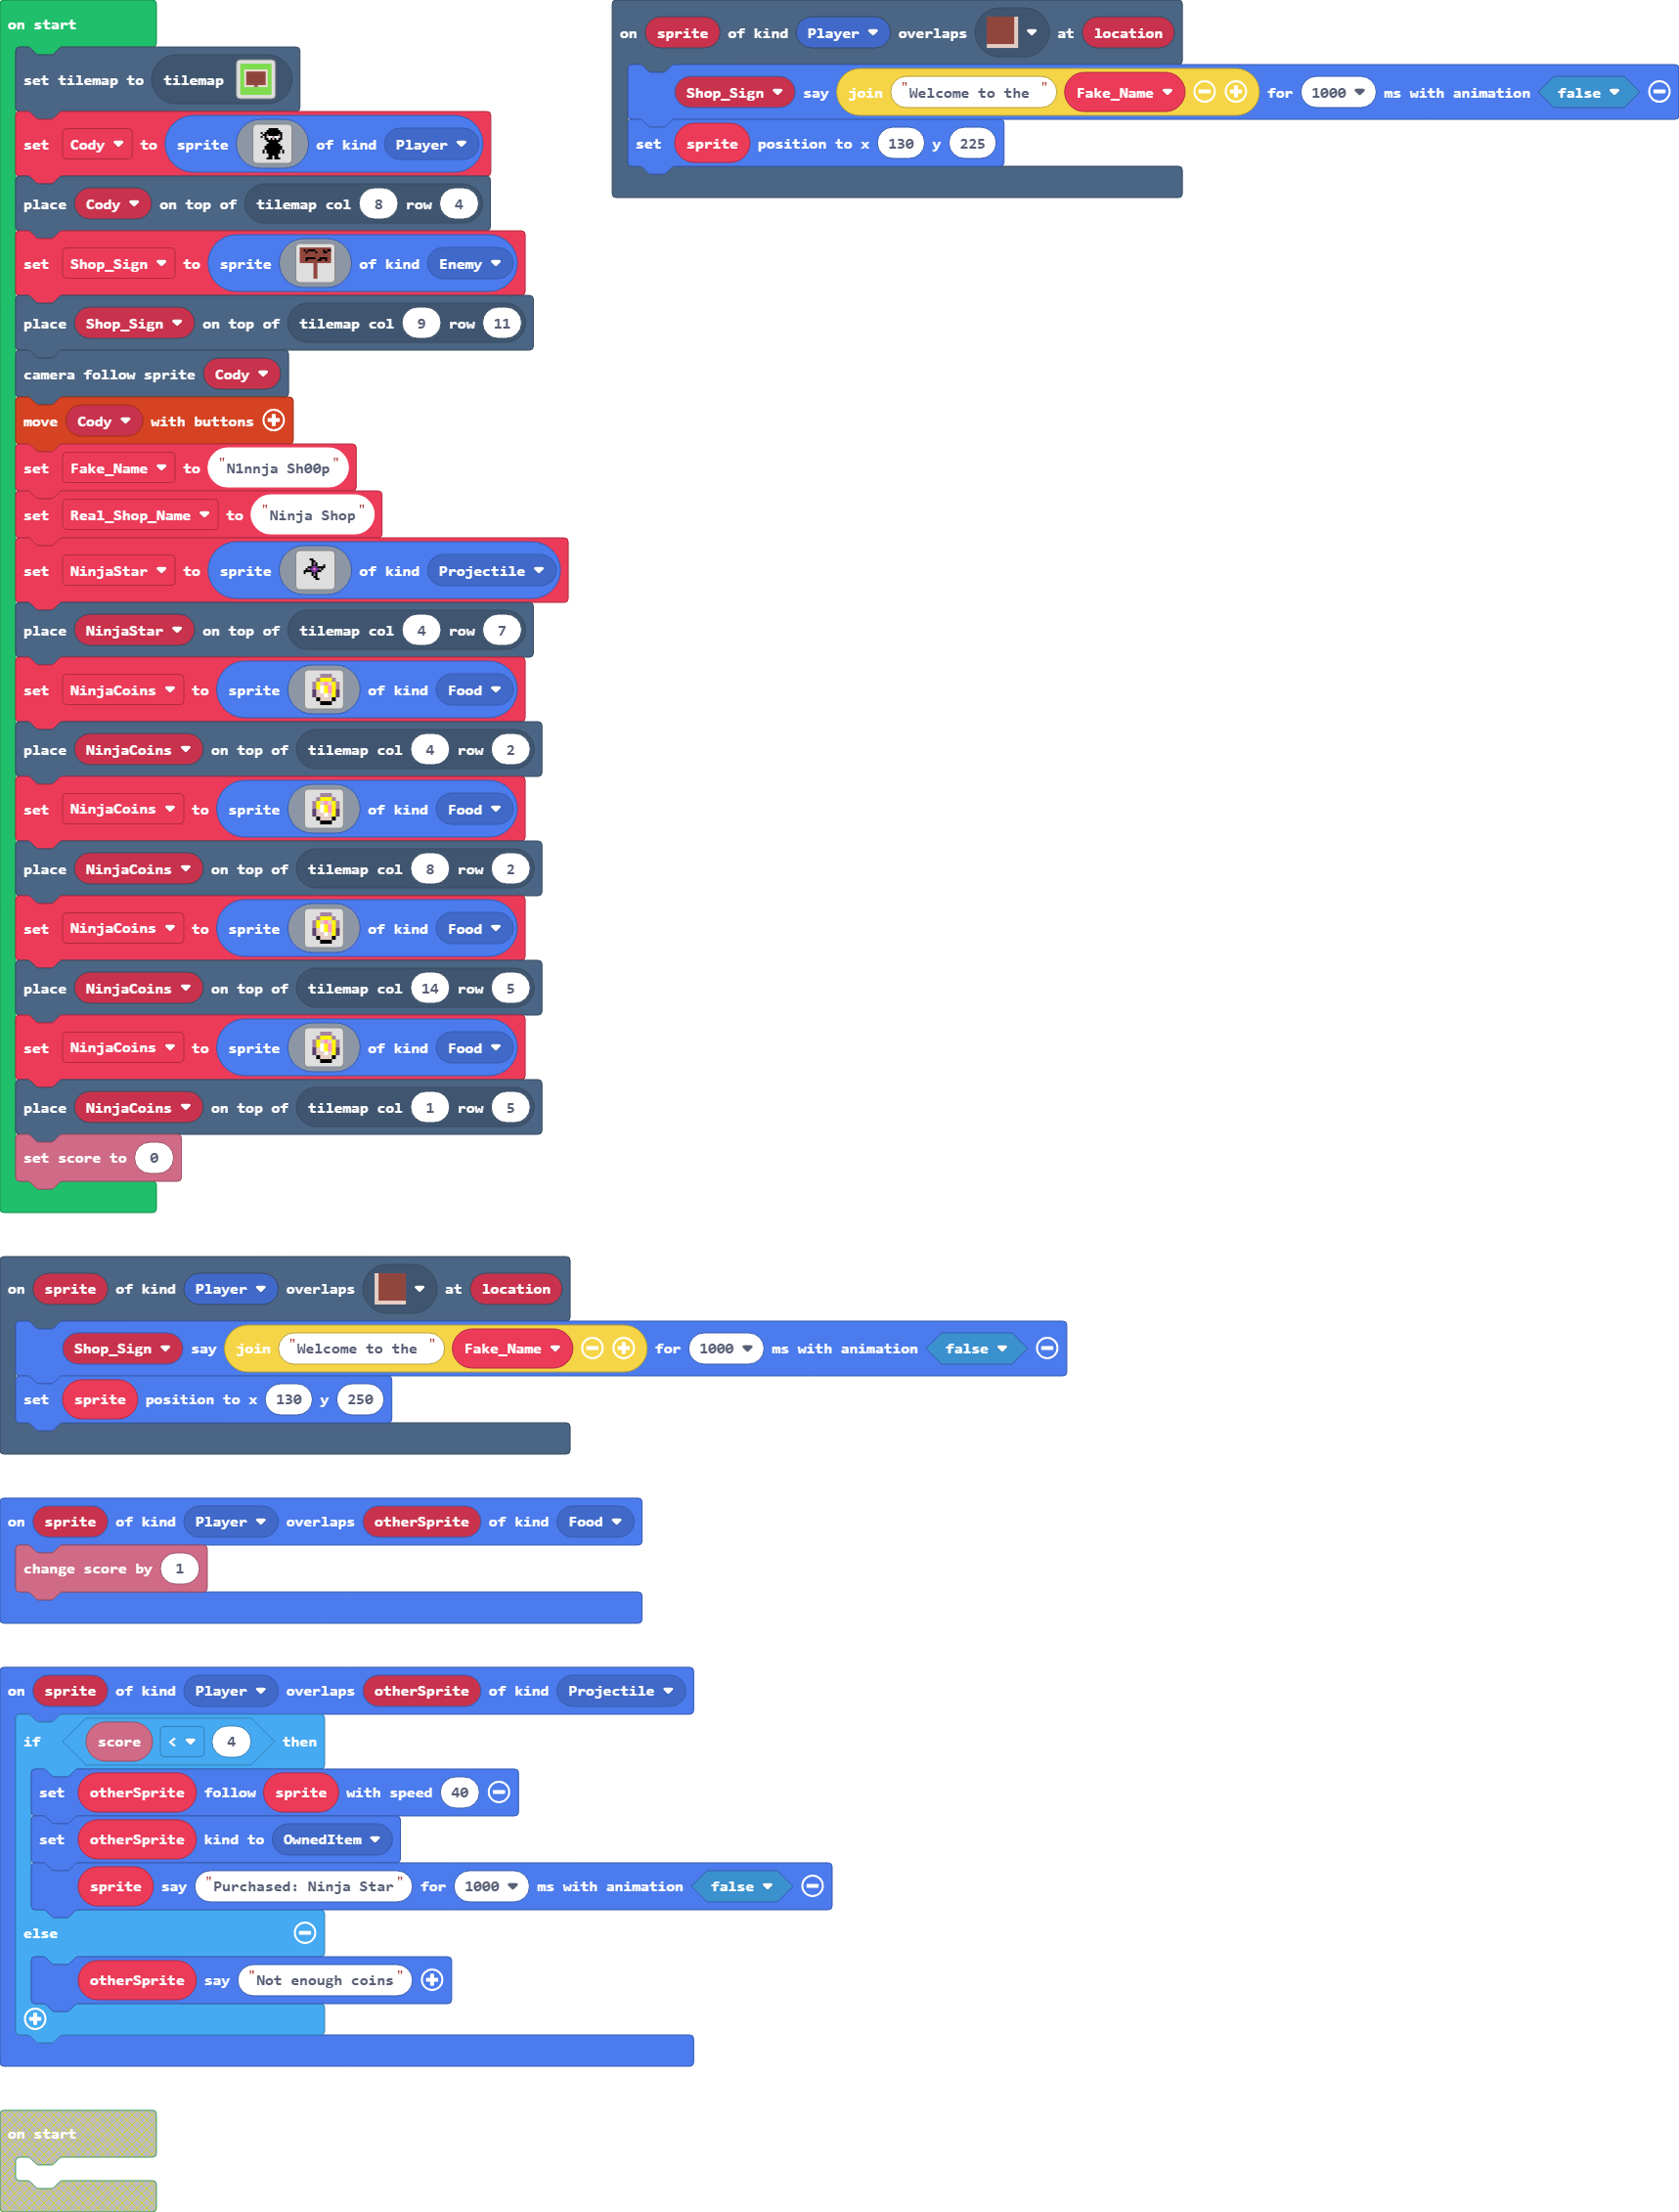 on start
set tilemap to tilemap
set Cody to sprite of kind Player
place Cody on top of tilemap col 8 row 4
set Shop_Sign to sprite of kind Enemy
place Shop_Sign on top of tilemap col 9 row 11
camera follow sprite Cody
move Cody with buttons
set Fake_Name to "N1nnja Sh00p"
set Real_Shop_Name to "Ninja Shop"
set NinjaStar to sprite of kind Projectile
place NinjaStar on top of tilemap col 4 row 7
set NinjaCoins to sprite of kind Food
place NinjaCoins on top of tilemap col 4 row 2
set NinjaCoins to sprite of kind Food
place NinjaCoins on top of tilemap col 8 row 2
set NinjaCoins to sprite of kind Food
place NinjaCoins on top of tilemap col 14 row 5
set NinjaCoins to sprite of kind Food
place NinjaCoins on top of tilemap col 1 row 5
set score to 0
on sprite of kind Player overlaps at location
Shop_Sign say join "Welcome to the " Fake_Name for 1000 ms with animation false
set sprite position to x 130 y 225
on sprite of kind Player overlaps at location
Shop_Sign say join "Welcome to the " Fake_Name for 1000 ms with animation false
set sprite position to x 130 y 250
on sprite of kind Player overlaps otherSprite of kind Food
change score by 1
on sprite of kind Player overlaps otherSprite of kind Projectile
if score < 4 then
set otherSprite follow sprite with speed 40
set otherSprite kind to OwnedItem
sprite say "Purchased: Ninja Star" for 1000 ms with animation false
else
otherSprite say "Not enough coins"
on start